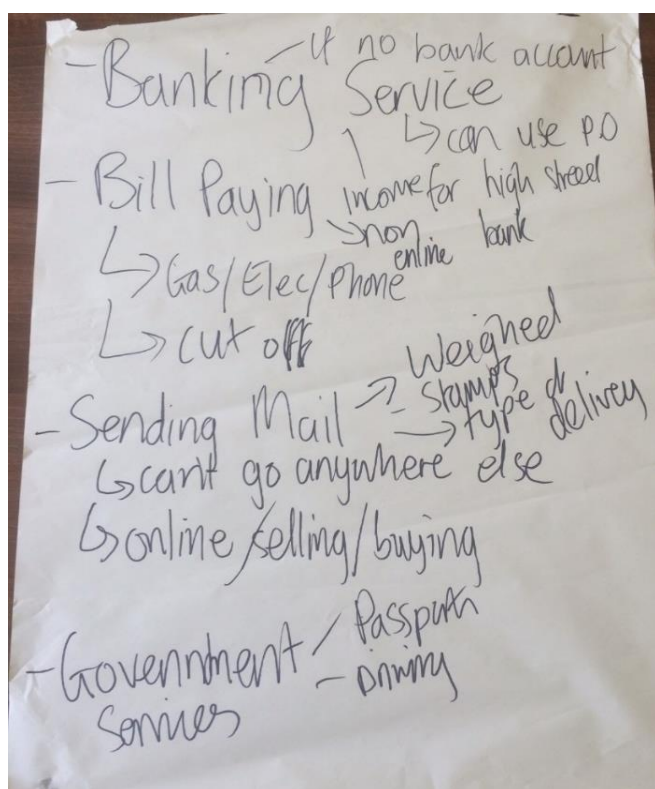 - Banking - if no bank account
Service
↳ can use PO
- Bill Paying income for high street
↘ non online bank
↳ Gas/Elec/Phone
↳ cut off
- Sending Mail → Weighed
- Stamps
→ type of delivery
↳ can't go anywhere else
↳ online/selling/buying
- Government / Passports
Services - Driving